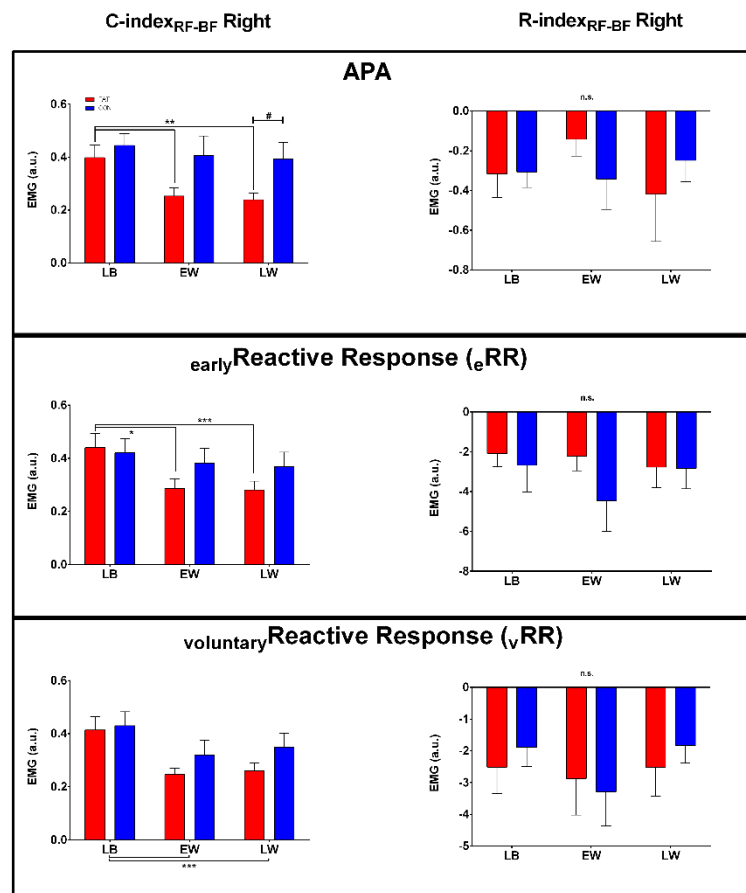 C-indexRF-BF Right
R-indexRF-BF Right
APA
EMG (a.u.)
0.6
0.4
0.2
0.0
**
#
LB
EW
LW
EMG (a.u.)
0.0
-0.2
-0.4
-0.6
-0.8
n.s.
LB
EW
LW
earlyReactive Response (eRR)
EMG (a.u.)
0.6
0.4
0.2
0.0
***
*
LB
EW
LW
EMG (a.u.)
0
-2
-4
-6
-8
n.s.
LB
EW
LW
voluntaryReactive Response (vRR)
EMG (a.u.)
0.6
0.4
0.2
0.0
LB
EW
LW
***
EMG (a.u.)
0
-1
-2
-3
-4
-5
n.s.
LB
EW
LW